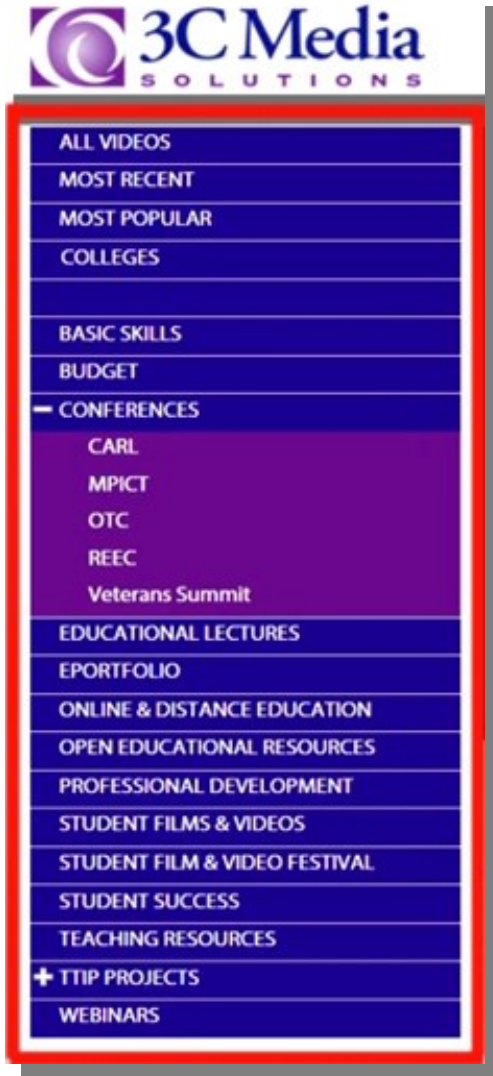 3C Media
SOLUTIONS
ALL VIDEOS
MOST RECENT
MOST POPULAR
COLLEGES
BASIC SKILLS
BUDGET
– CONFERENCES
CARL
MPICT
OTC
REEC
Veterans Summit
EDUCATIONAL LECTURES
EPORTFOLIO
ONLINE & DISTANCE EDUCATION
OPEN EDUCATIONAL RESOURCES
PROFESSIONAL DEVELOPMENT
STUDENT FILMS & VIDEOS
STUDENT FILM & VIDEO FESTIVAL
STUDENT SUCCESS
TEACHING RESOURCES
+ TTIP PROJECTS
WEBINARS